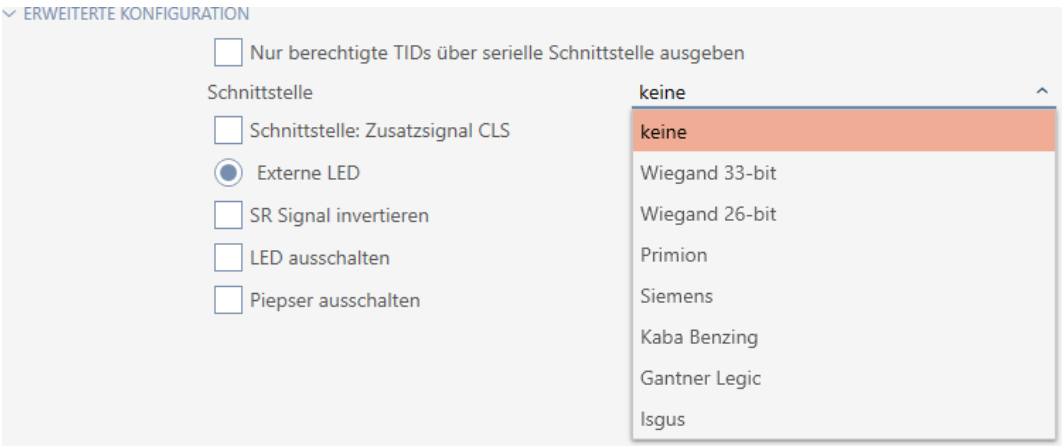 ERWEITERTE KONFIGURATION
Nur berechtigte TIDs über serielle Schnittstelle ausgeben
Schnittstelle keine
Schnittstelle: Zusatzsignal CLS keine
Externe LED Wiegand 33-bit
SR Signal invertieren Wiegand 26-bit
LED ausschalten Primion
Piepser ausschalten Siemens
Kaba Benzing
Gantner Legic
Isgus